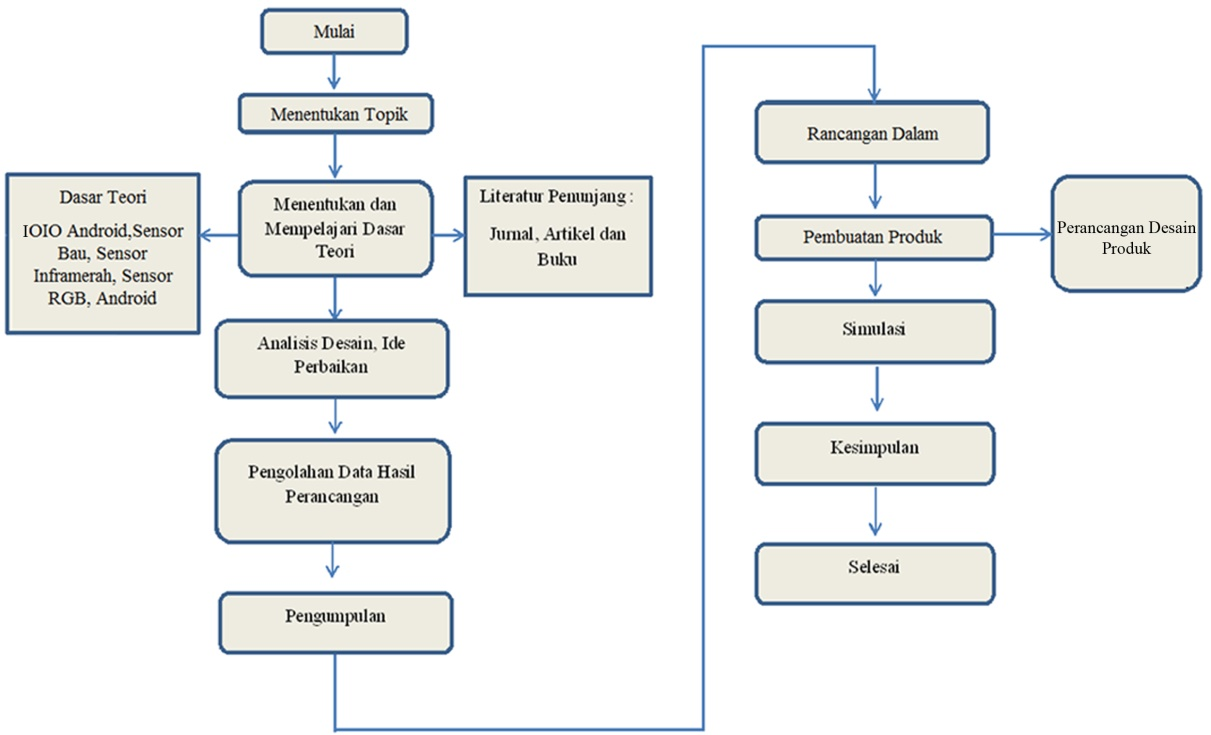 Mulai
Menentukan Topik
Dasar Teori
IOIO Android,Sensor
Bau, Sensor
Inframerah, Sensor
RGB, Android
Menentukan dan
Mempelajari Dasar
Teori
Literatur Penunjang :
Jurnal, Artikel dan
Buku
Analisis Desain, Ide
Perbaikan
Pengolahan Data Hasil
Perancangan
Pengumpulan
Rancangan Dalam
Pembuatan Produk
Perancangan Desain
Produk
Simulasi
Kesimpulan
Selesai